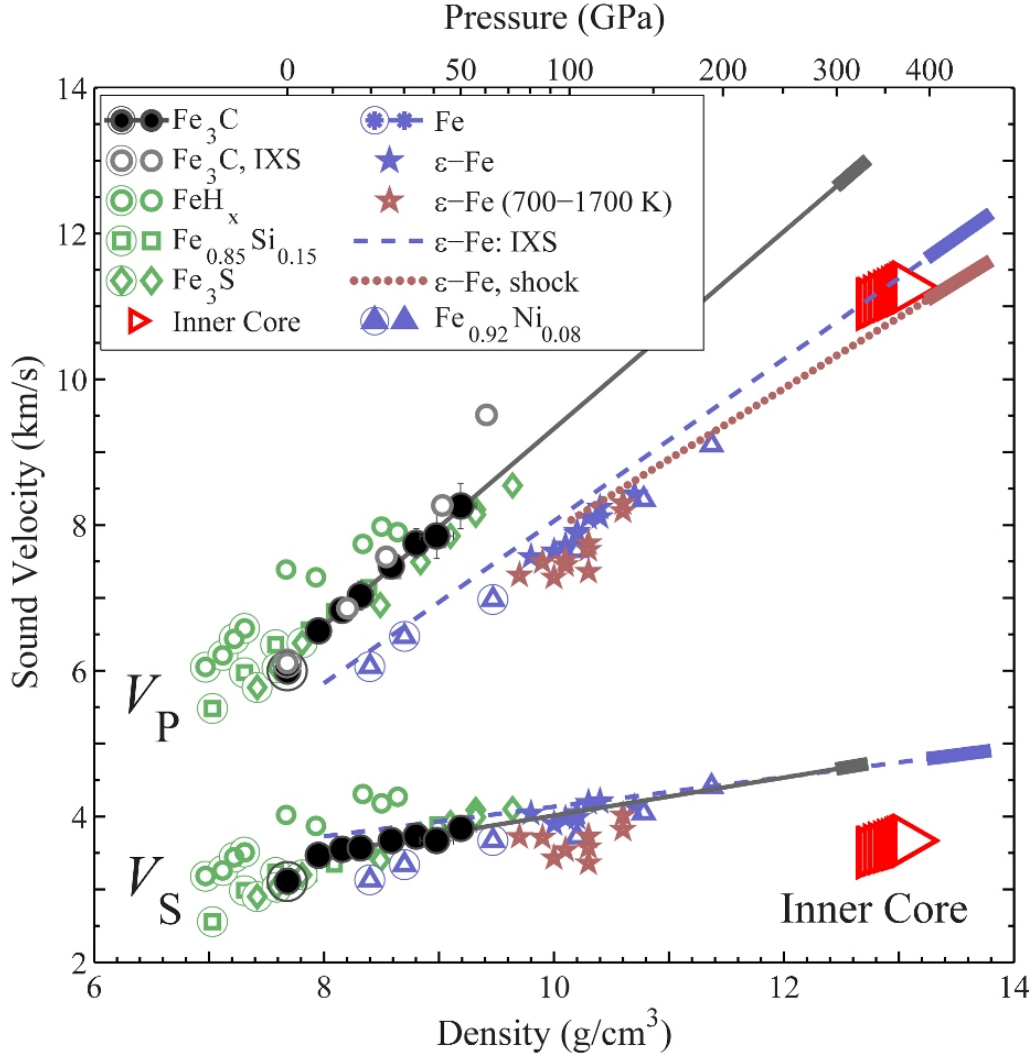 Pressure (GPa)
0 50 100 200 300 400
14
12
10
8
6
4
2
Sound Velocity (km/s)
Fe3C
Fe3C, IXS
FeHx
Fe0.85Si0.15
Fe3S
Inner Core
Fe
ε−Fe
ε−Fe (700−1700 K)
ε−Fe: IXS
ε−Fe, shock
Fe0.92Ni0.08
VP
VS
Inner Core
6 8 10 12 14
Density (g/cm3)